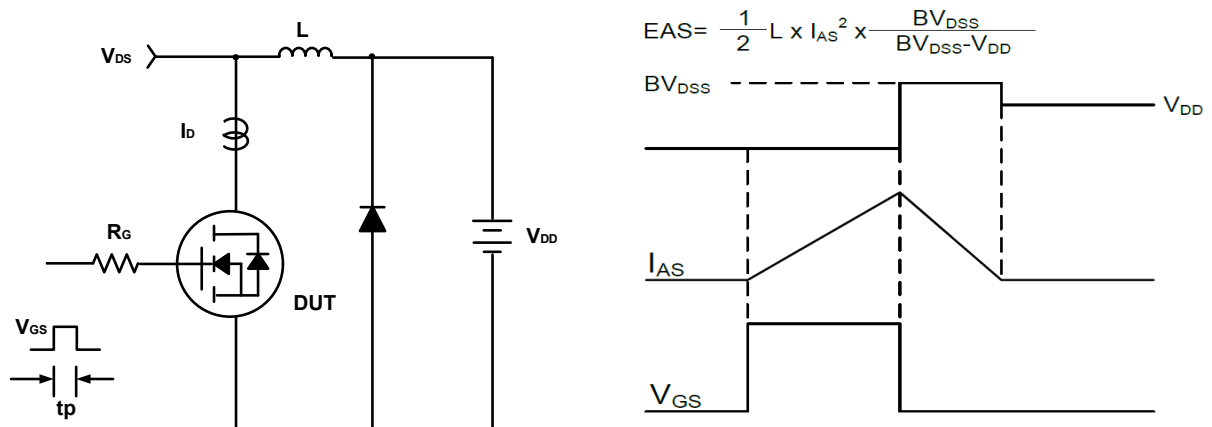 L
VDS
ID
RG
VDD
DUT
VGS
tp
EAS= 1/2 L x IAS² x BVDSS/BVDSS-VDD
BVDSS
VDD
IAS
VGS